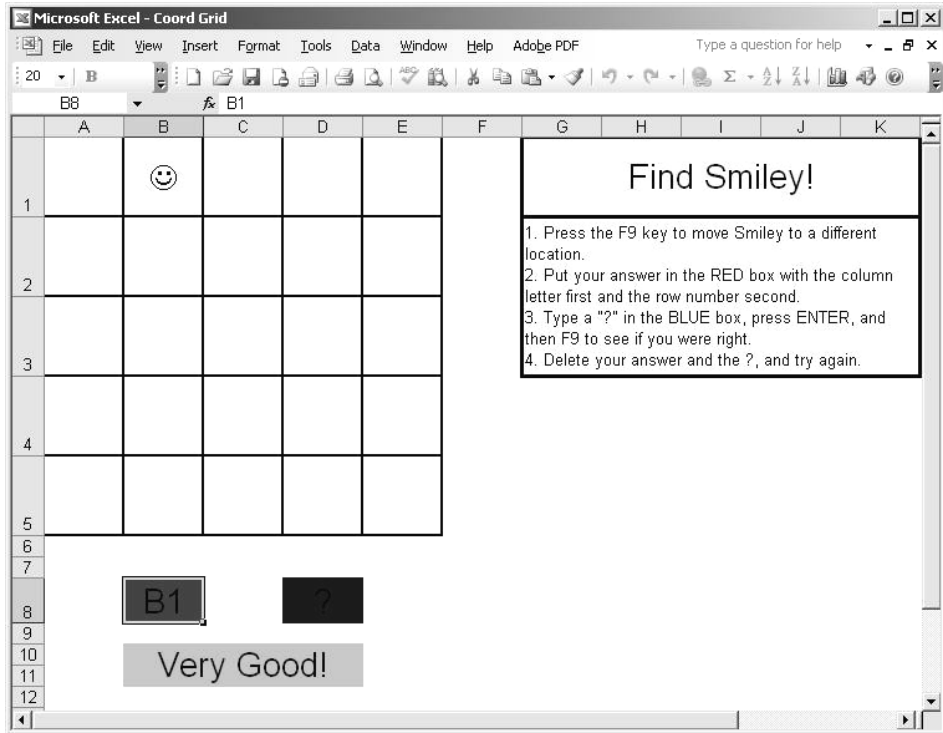 Microsoft Excel - Coord Grid
File Edit View Insert Format Tools Data Window Help Adobe PDF Type a question for help
20 B Σ
B8 fx B1
A B C D E F G H I J K
Find Smiley!
1
1. Press the F9 key to move Smiley to a different
location.
2. Put your answer in the RED box with the column
letter first and the row number second.
3. Type a "?" in the BLUE box, press ENTER, and
then F9 to see if you were right.
4. Delete your answer and the ?, and try again.
2
3
4
5
6
7
B1 ?
8
9
10
Very Good!
11
12